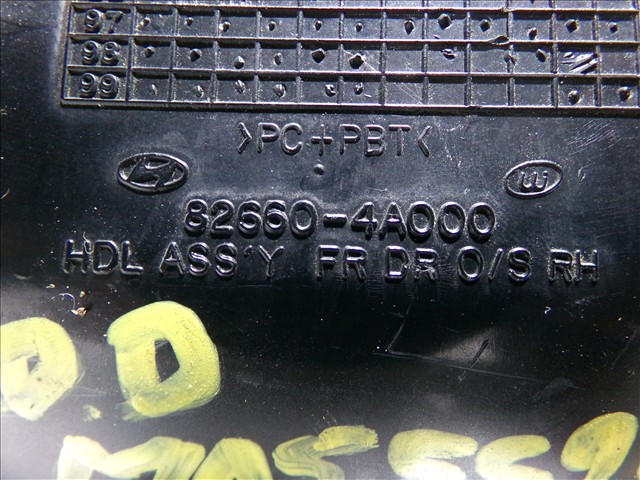 97
98
99
>PC+PBT<
82660-4A000
HDL ASS'Y FR DR O/S RH